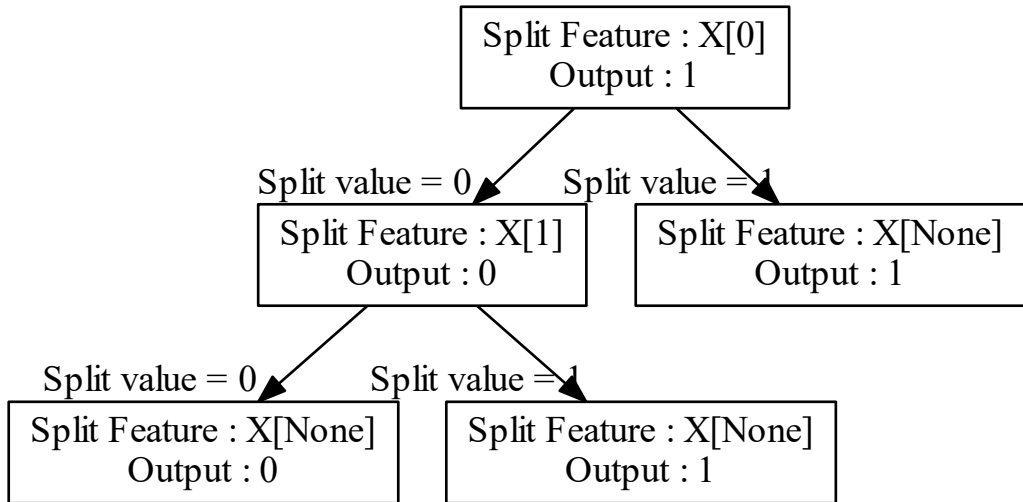 Split Feature : X[0]
Output : 1
Split value = 0
Split value = 1
Split Feature : X[1]
Output : 0
Split Feature : X[None]
Output : 1
Split value = 0
Split value = 1
Split Feature : X[None]
Output : 0
Split Feature : X[None]
Output : 1